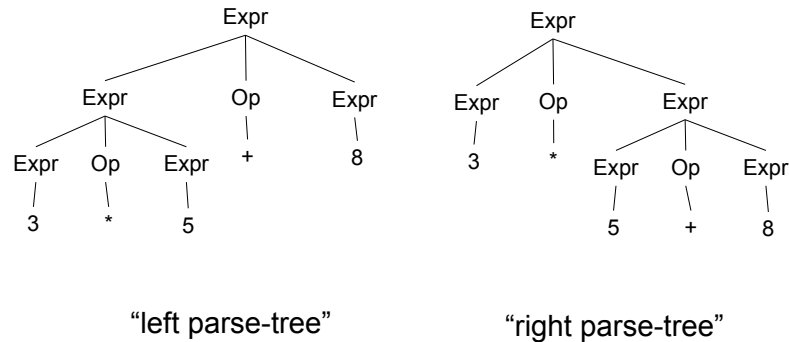 Expr Expr
Expr Op Expr Expr Op Expr
Expr Op Expr + 8 3 * Expr Op Expr
3 * 5 5 + 8
“left parse-tree” “right parse-tree”